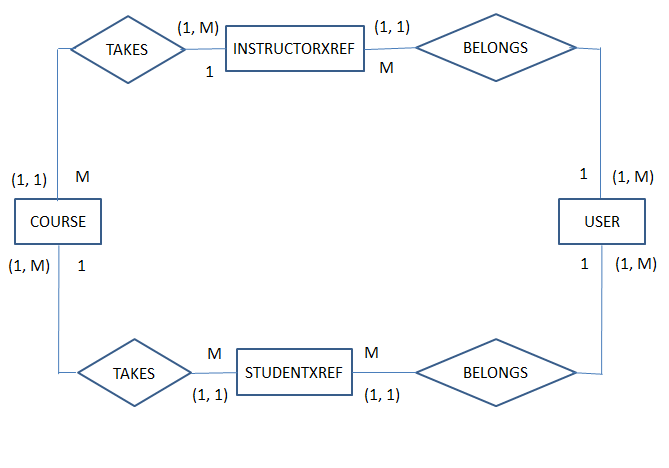 (1, M)
(1, 1)
TAKES
INSTRUCTORXREF
BELONGS
1
M
(1, 1)
M
1
(1, M)
COURSE
USER
(1, M)
1
1
(1, M)
M
M
TAKES
STUDENTXREF
BELONGS
(1, 1)
(1, 1)